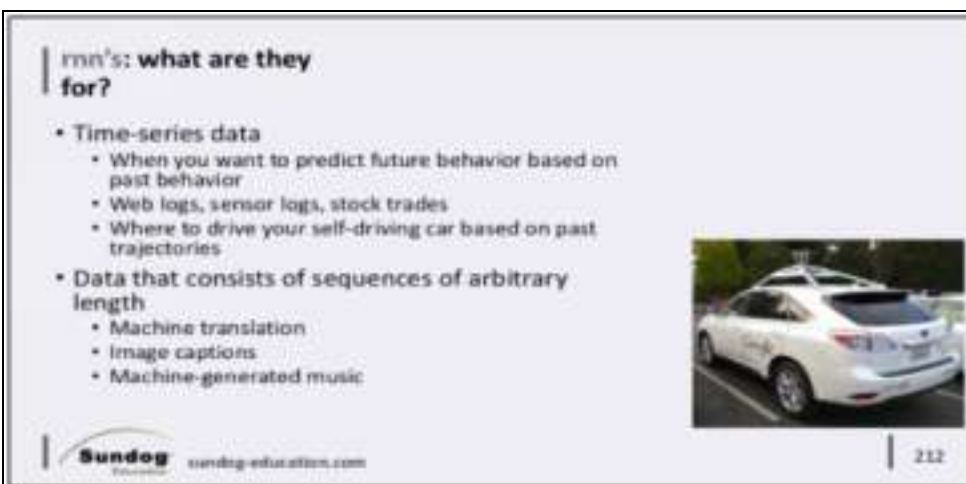 rnn's: what are they
for?
• Time-series data
• When you want to predict future behavior based on
past behavior
• Web logs, sensor logs, stock trades
• Where to drive your self-driving car based on past
trajectories
• Data that consists of sequences of arbitrary
length
• Machine translation
• Image captions
• Machine-generated music
Sundog
Education
sundog-education.com
212